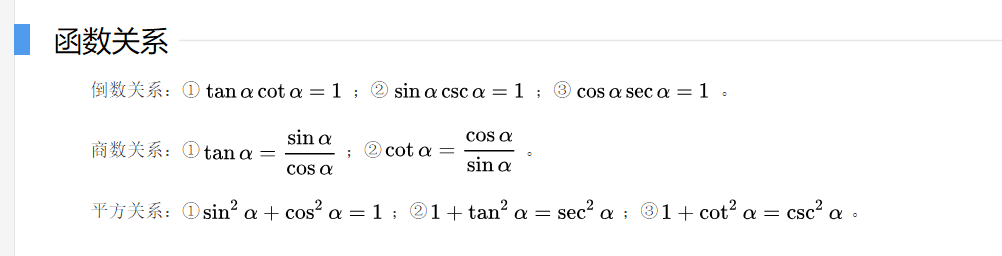 函数关系
倒数关系：① tan α cot α = 1 ；② sin α csc α = 1 ；③ cos α sec α = 1 。
商数关系：① tan α = \frac{sin α}{cos α} ；② cot α = \frac{cos α}{sin α} 。
平方关系：① sin² α + cos² α = 1 ；② 1 + tan² α = sec² α ；③ 1 + cot² α = csc² α 。